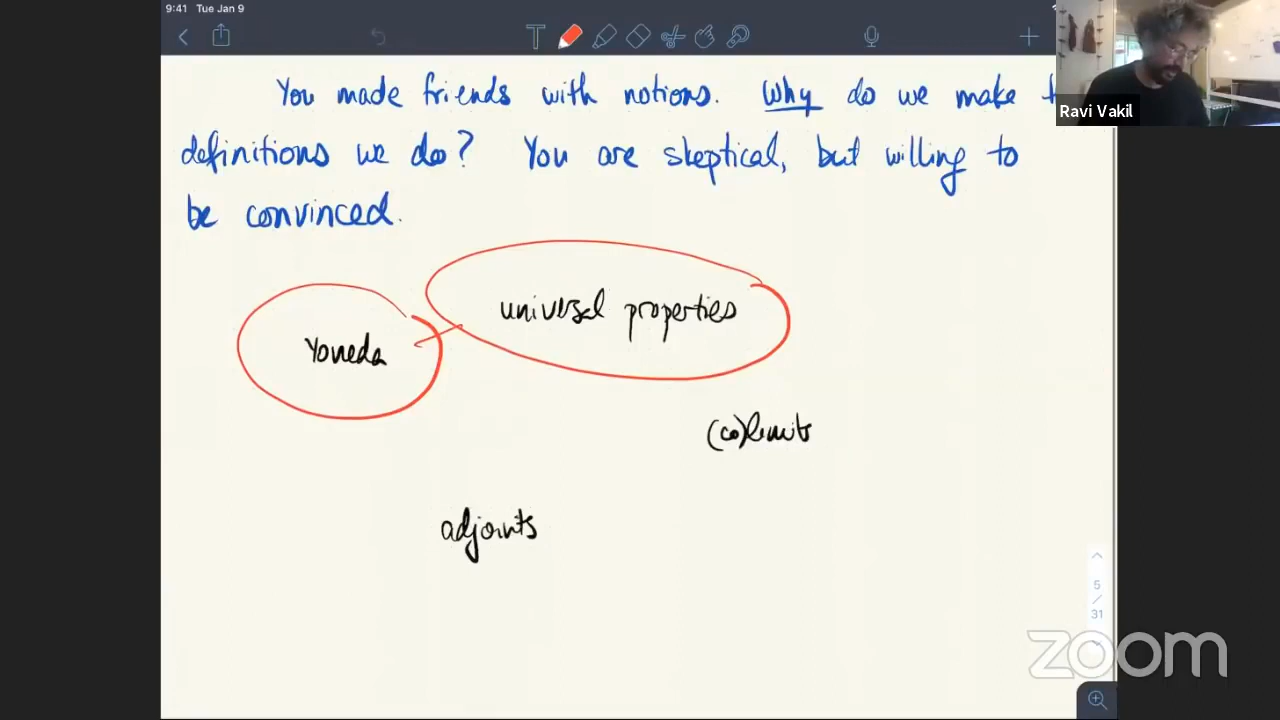 9:41 Tue Jan 9
Ravi Vakil
You made friends with notions. Why do we make
definitions we do? You are skeptical, but willing to
be convinced.
universal properties
Yoneda
(co)limits
adjoints
5
/
31
zoom